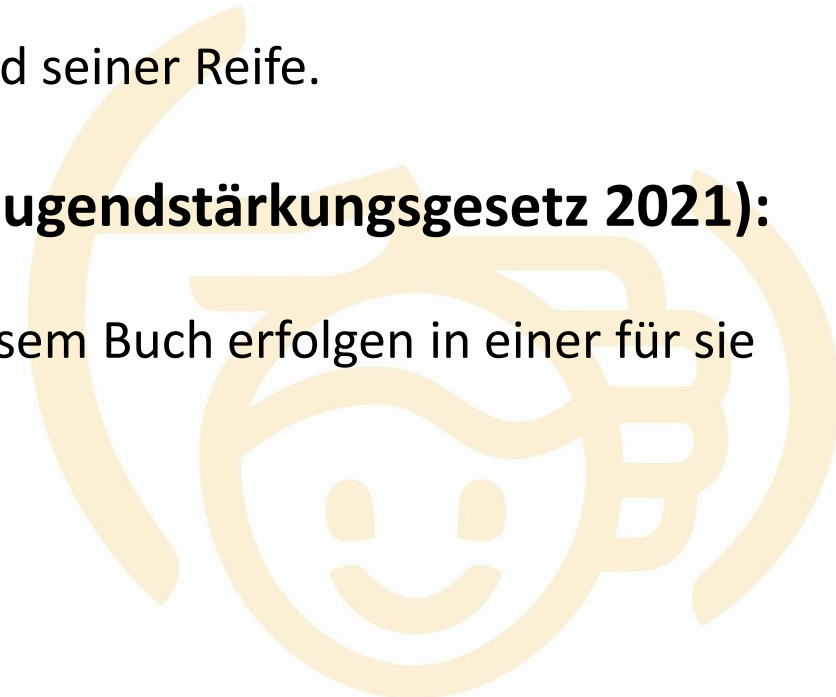 d seiner Reife.
ugendstärkungsgesetz 2021):
sem Buch erfolgen in einer für sie